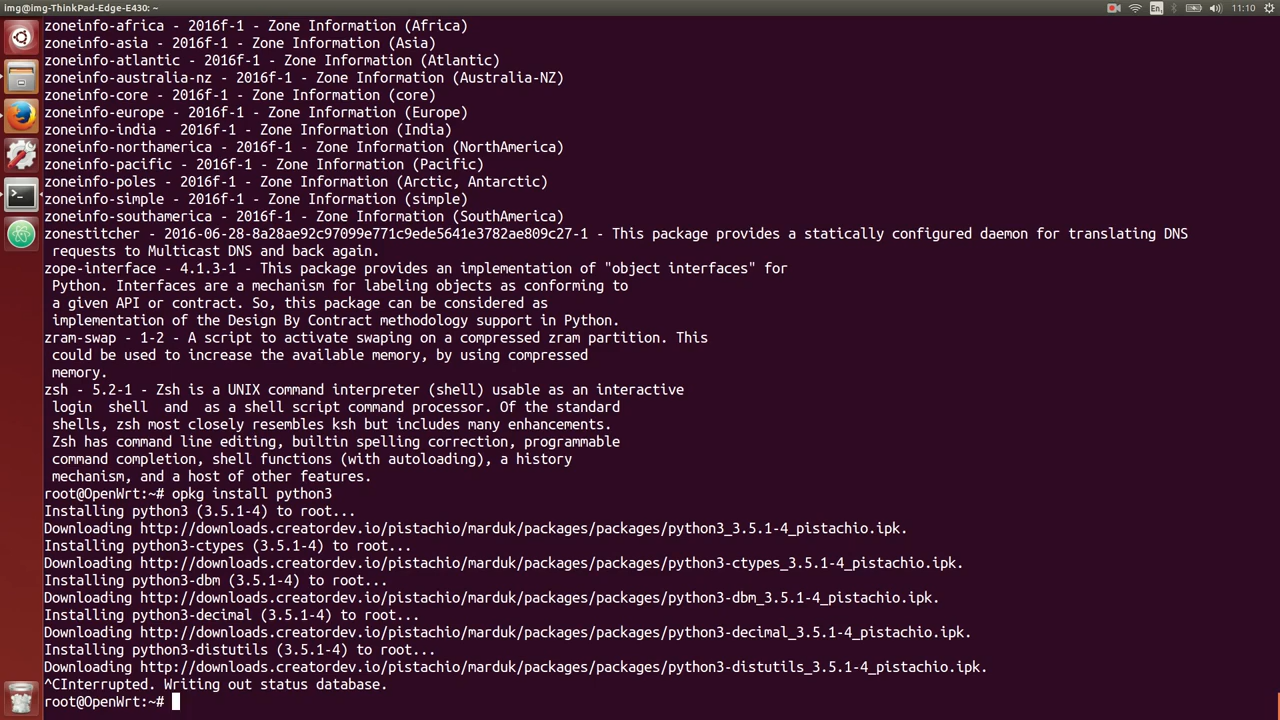 img@img-ThinkPad-Edge-E430: ~
En
11:10
zoneinfo-africa - 2016f-1 - Zone Information (Africa)
zoneinfo-asia - 2016f-1 - Zone Information (Asia)
zoneinfo-atlantic - 2016f-1 - Zone Information (Atlantic)
zoneinfo-australia-nz - 2016f-1 - Zone Information (Australia-NZ)
zoneinfo-core - 2016f-1 - Zone Information (core)
zoneinfo-europe - 2016f-1 - Zone Information (Europe)
zoneinfo-india - 2016f-1 - Zone Information (India)
zoneinfo-northamerica - 2016f-1 - Zone Information (NorthAmerica)
zoneinfo-pacific - 2016f-1 - Zone Information (Pacific)
zoneinfo-poles - 2016f-1 - Zone Information (Arctic, Antarctic)
zoneinfo-simple - 2016f-1 - Zone Information (simple)
zoneinfo-southamerica - 2016f-1 - Zone Information (SouthAmerica)
zonestitcher - 2016-06-28-8a28ae92c97099e771c9ede5641e3782ae809c27-1 - This package provides a statically configured daemon for translating DNS
requests to Multicast DNS and back again.
zope-interface - 4.1.3-1 - This package provides an implementation of "object interfaces" for
Python. Interfaces are a mechanism for labeling objects as conforming to
a given API or contract. So, this package can be considered as
implementation of the Design By Contract methodology support in Python.
zram-swap - 1-2 - A script to activate swaping on a compressed zram partition. This
could be used to increase the available memory, by using compressed
memory.
zsh - 5.2-1 - Zsh is a UNIX command interpreter (shell) usable as an interactive
login  shell  and  as a shell script command processor. Of the standard
shells, zsh most closely resembles ksh but includes many enhancements.
Zsh has command line editing, builtin spelling correction, programmable
command completion, shell functions (with autoloading), a history
mechanism, and a host of other features.
root@OpenWrt:~# opkg install python3
Installing python3 (3.5.1-4) to root...
Downloading http://downloads.creatordev.io/pistachio/marduk/packages/packages/python3_3.5.1-4_pistachio.ipk.
Installing python3-ctypes (3.5.1-4) to root...
Downloading http://downloads.creatordev.io/pistachio/marduk/packages/packages/python3-ctypes_3.5.1-4_pistachio.ipk.
Installing python3-dbm (3.5.1-4) to root...
Downloading http://downloads.creatordev.io/pistachio/marduk/packages/packages/python3-dbm_3.5.1-4_pistachio.ipk.
Installing python3-decimal (3.5.1-4) to root...
Downloading http://downloads.creatordev.io/pistachio/marduk/packages/packages/python3-decimal_3.5.1-4_pistachio.ipk.
Installing python3-distutils (3.5.1-4) to root...
Downloading http://downloads.creatordev.io/pistachio/marduk/packages/packages/python3-distutils_3.5.1-4_pistachio.ipk.
^CInterrupted. Writing out status database.
root@OpenWrt:~#